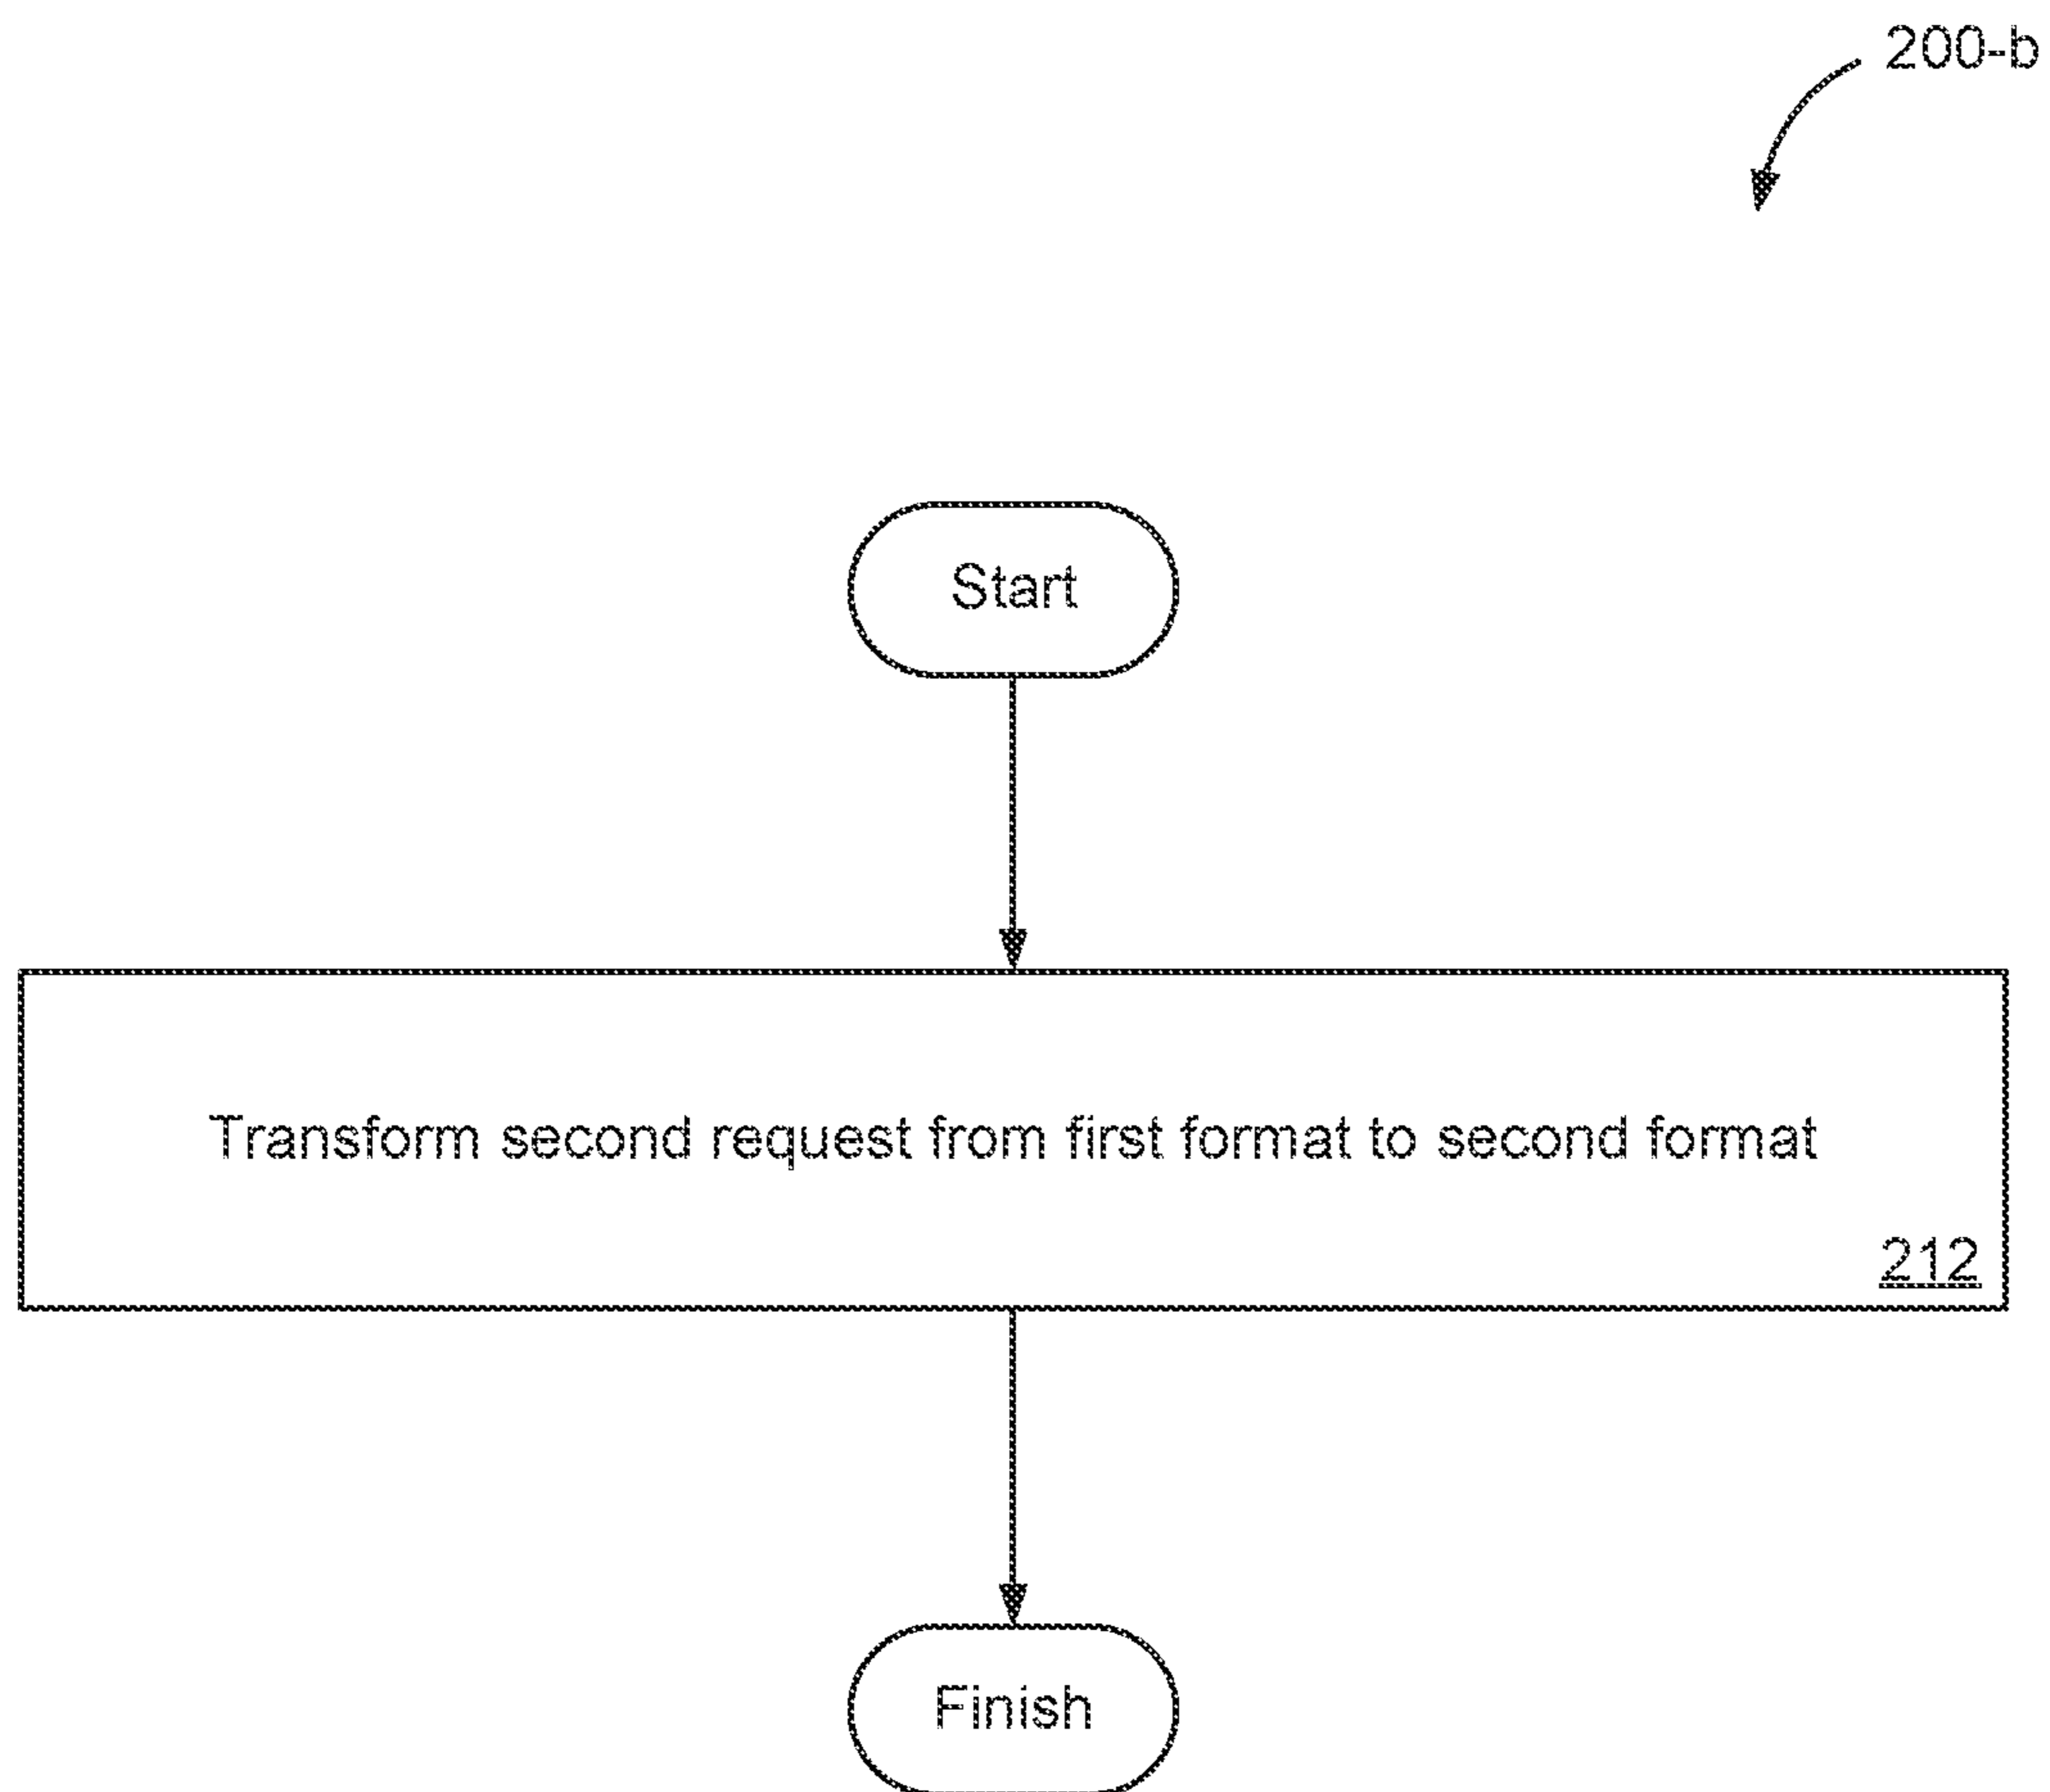 200-b
Start
Transform second request from first format to second format
212
Finish